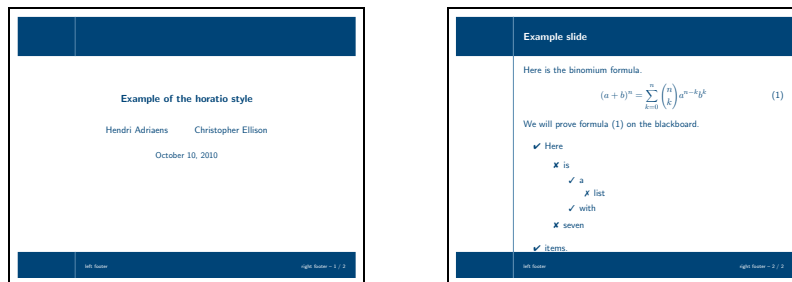 Example of the horatio style
Hendri Adriaens Christopher Ellison
October 10, 2010
left footer right footer – 1 / 2
Example slide
Here is the binomium formula.
(a + b)^n = ∑_{k=0}^{n} \binom{n}{k} a^{n−k} b^k (1)
We will prove formula (1) on the blackboard.
✔ Here
✘ is
✓ a
✗ list
✓ with
✘ seven
✔ items.
left footer right footer – 2 / 2